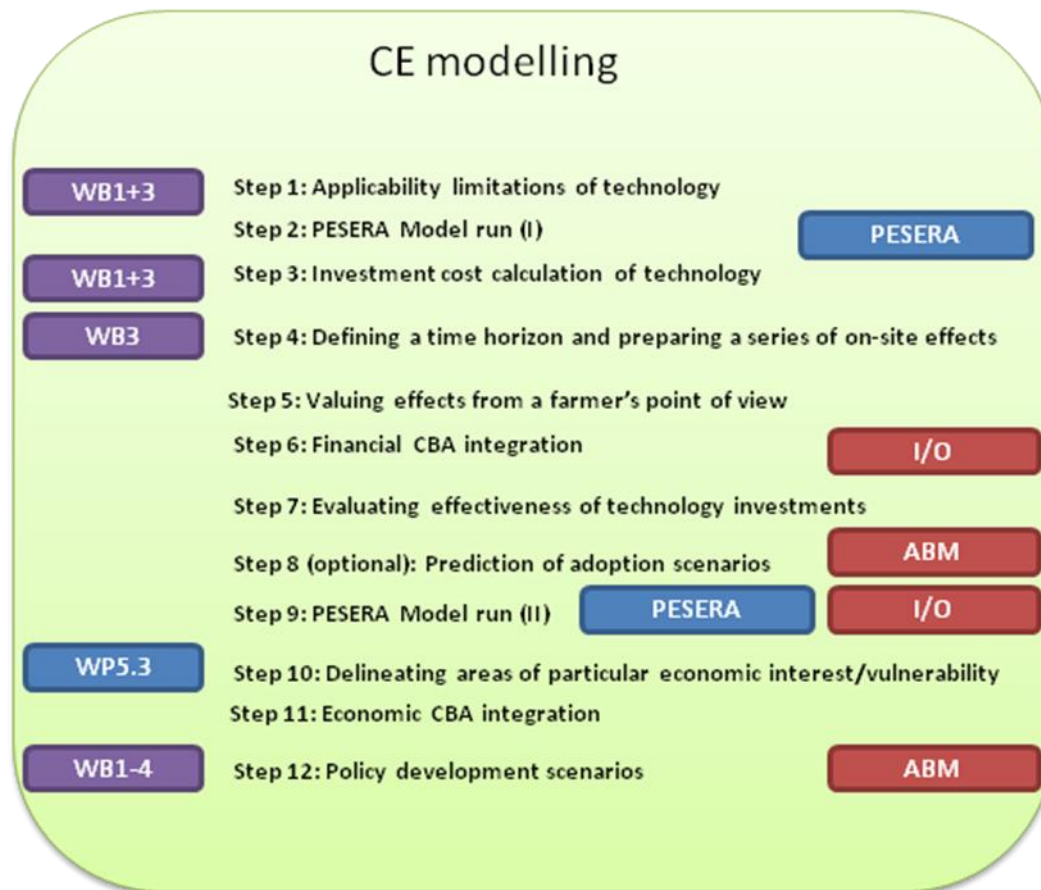 CE modelling
WB1+3
Step 1: Applicability limitations of technology
Step 2: PESERA Model run (I)
PESERA
WB1+3
Step 3: Investment cost calculation of technology
WB3
Step 4: Defining a time horizon and preparing a series of on-site effects
Step 5: Valuing effects from a farmer's point of view
Step 6: Financial CBA integration
I/O
Step 7: Evaluating effectiveness of technology investments
ABM
Step 8 (optional): Prediction of adoption scenarios
Step 9: PESERA Model run (II)
PESERA
I/O
WP5.3
Step 10: Delineating areas of particular economic interest/vulnerability
Step 11: Economic CBA integration
WB1-4
Step 12: Policy development scenarios
ABM